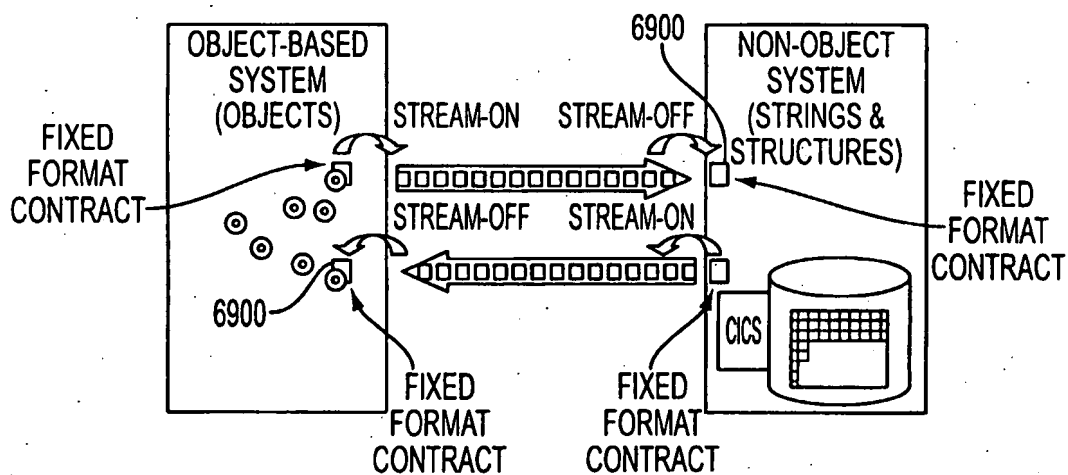 6900
OBJECT-BASED
SYSTEM
(OBJECTS)
NON-OBJECT
SYSTEM
(STRINGS &
STRUCTURES)
FIXED
FORMAT
CONTRACT
STREAM-ON
STREAM-OFF
STREAM-OFF
STREAM-ON
FIXED
FORMAT
CONTRACT
6900
CICS
FIXED
FORMAT
CONTRACT
FIXED
FORMAT
CONTRACT